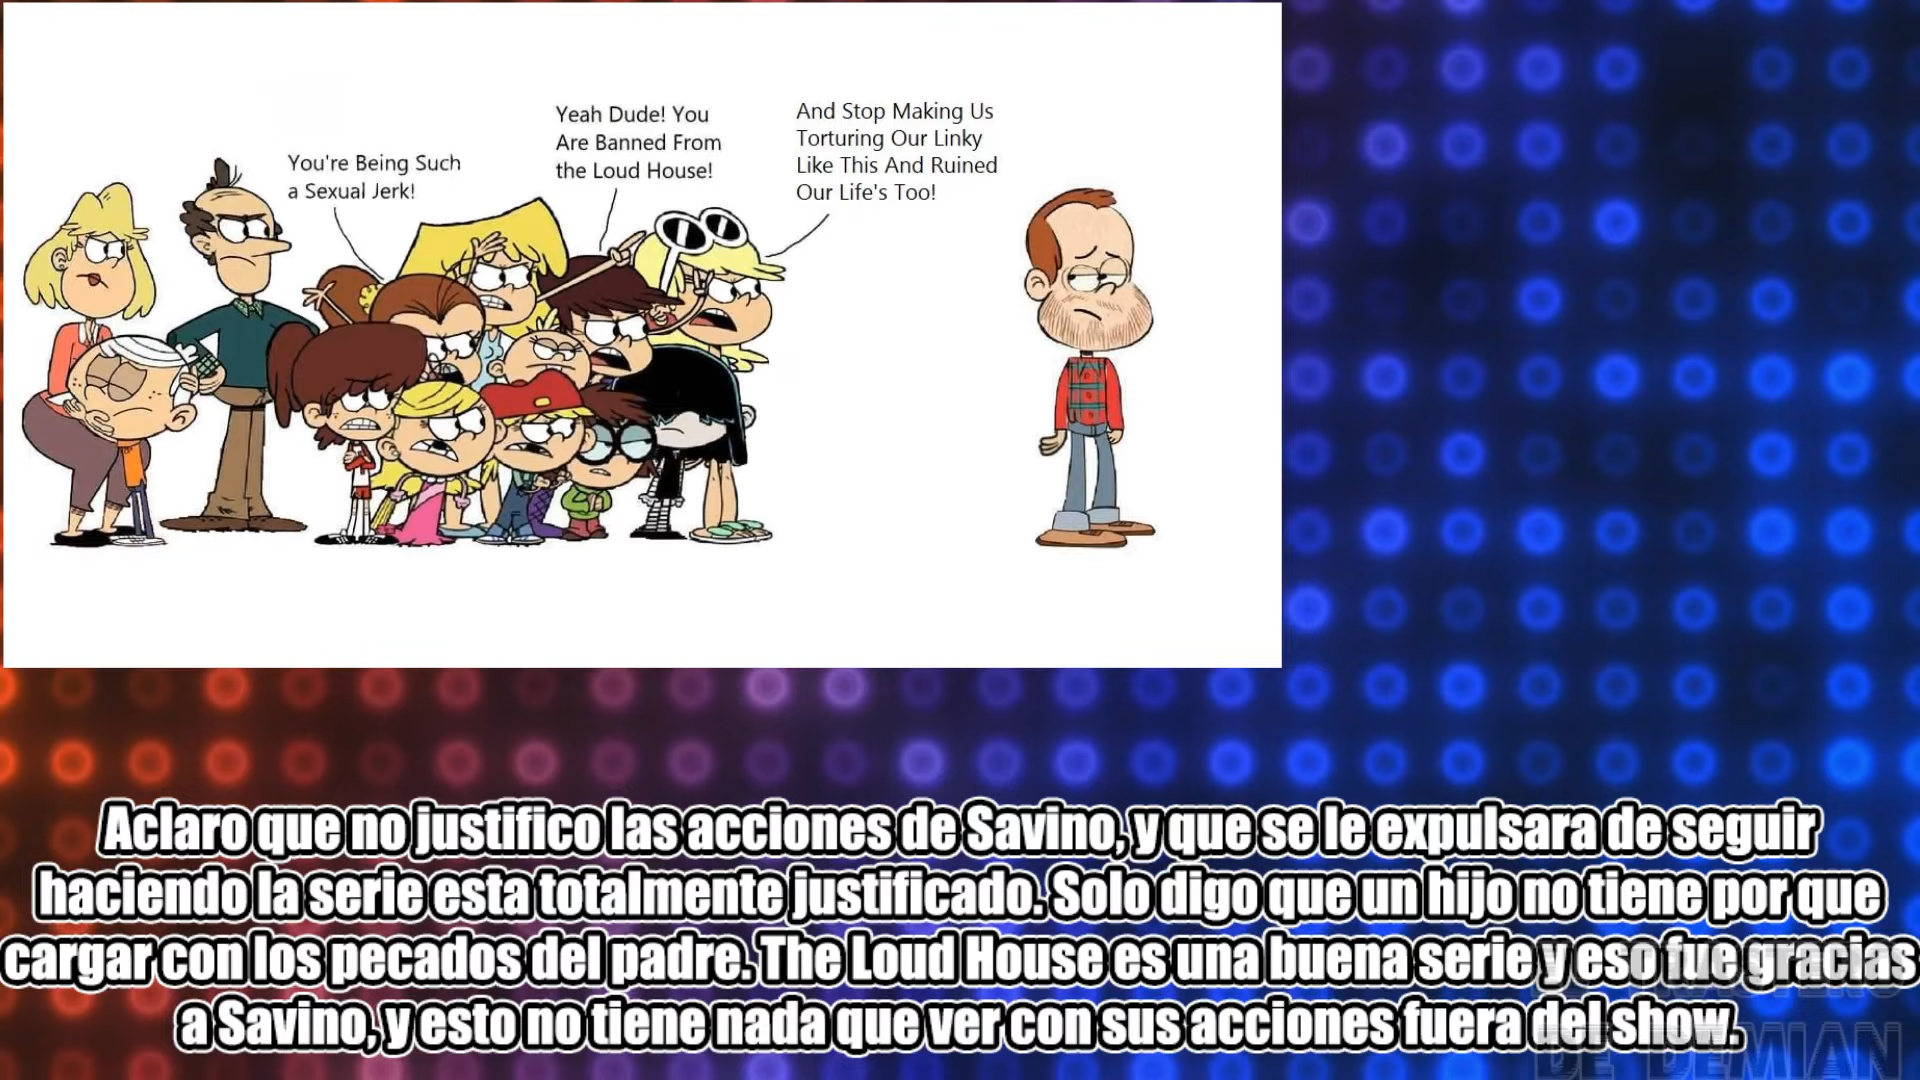 You're Being Such
a Sexual Jerk!
Yeah Dude! You
Are Banned From
the Loud House!
And Stop Making Us
Torturing Our Linky
Like This And Ruined
Our Life's Too!
Aclaro que no justifico las acciones de Savino, y que se le expulsara de seguir
haciendo la serie esta totalmente justificado. Solo digo que un hijo no tiene por que
cargar con los pecados del padre. The Loud House es una buena serie y eso fue gracias
a Savino, y esto no tiene nada que ver con sus acciones fuera del show.
DE DEMIAN